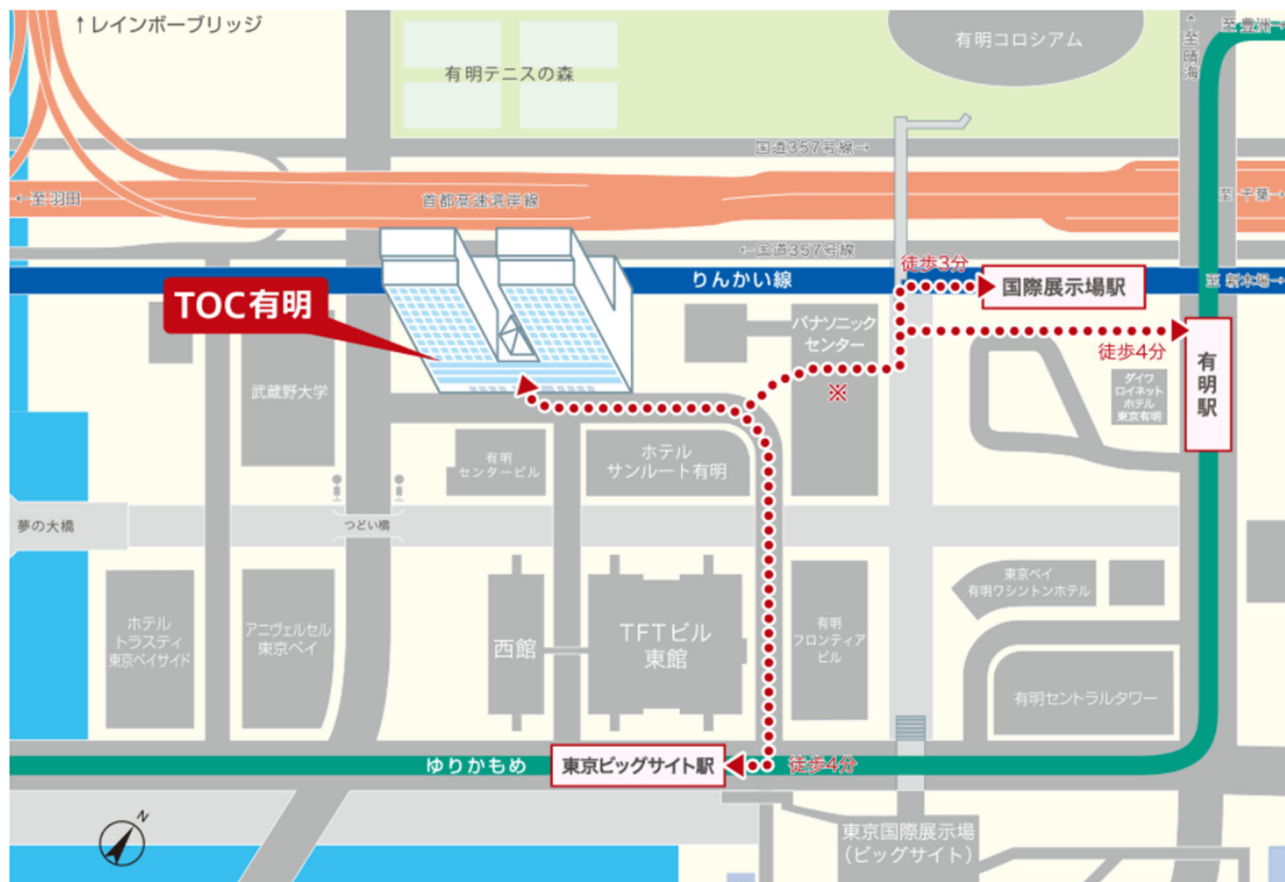 ↑レインボーブリッジ
有明テニスの森
有明コロシアム
↑至晴海
至 豊洲→
国道357号線→
←至 羽田
首都高速湾岸線
至 千葉→
←国道357号線
りんかい線
徒歩3分
国際展示場駅
至 新木場→
TOC有明
パナソニック
センター
※
徒歩4分
有明駅
ダイワ
ロイネット
ホテル
東京有明
武蔵野大学
有明
センタービル
ホテル
サンルート有明
夢の大橋
つどい橋
ホテル
トラスティ
東京ベイサイド
アニヴェルセル
東京ベイ
西館
TFTビル
東館
有明
フロンティア
ビル
東京ベイ
有明ワシントンホテル
有明セントラルタワー
ゆりかもめ
東京ビッグサイト駅
徒歩4分
N
東京国際展示場
(ビッグサイト)